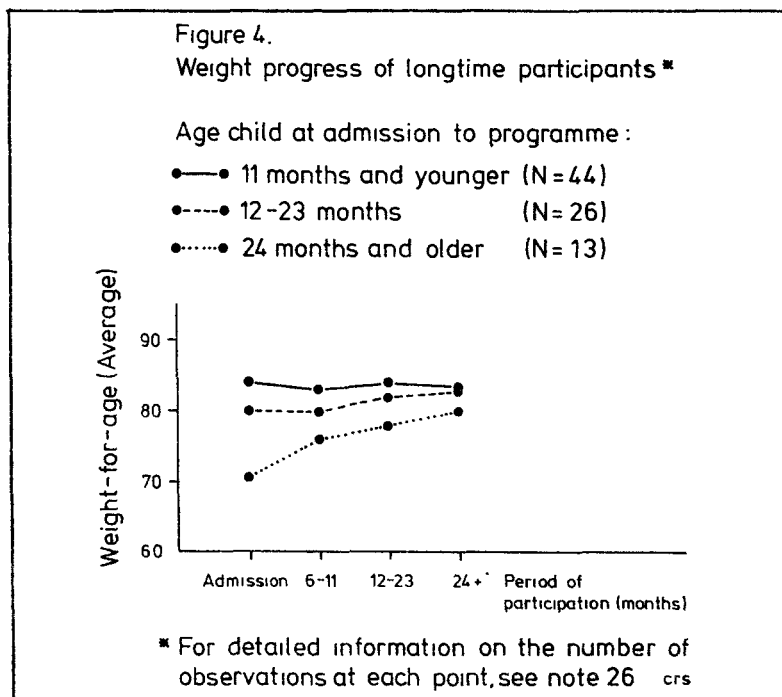 Figure 4.
Weight progress of longtime participants *
Age child at admission to programme :
11 months and younger (N = 44)
12-23 months (N = 26)
24 months and older (N = 13)
Weight-for-age (Average)
90
80
70
60
Admission 6-11 12-23 24+ Period of
participation (months)
* For detailed information on the number of
observations at each point, see note 26 crs